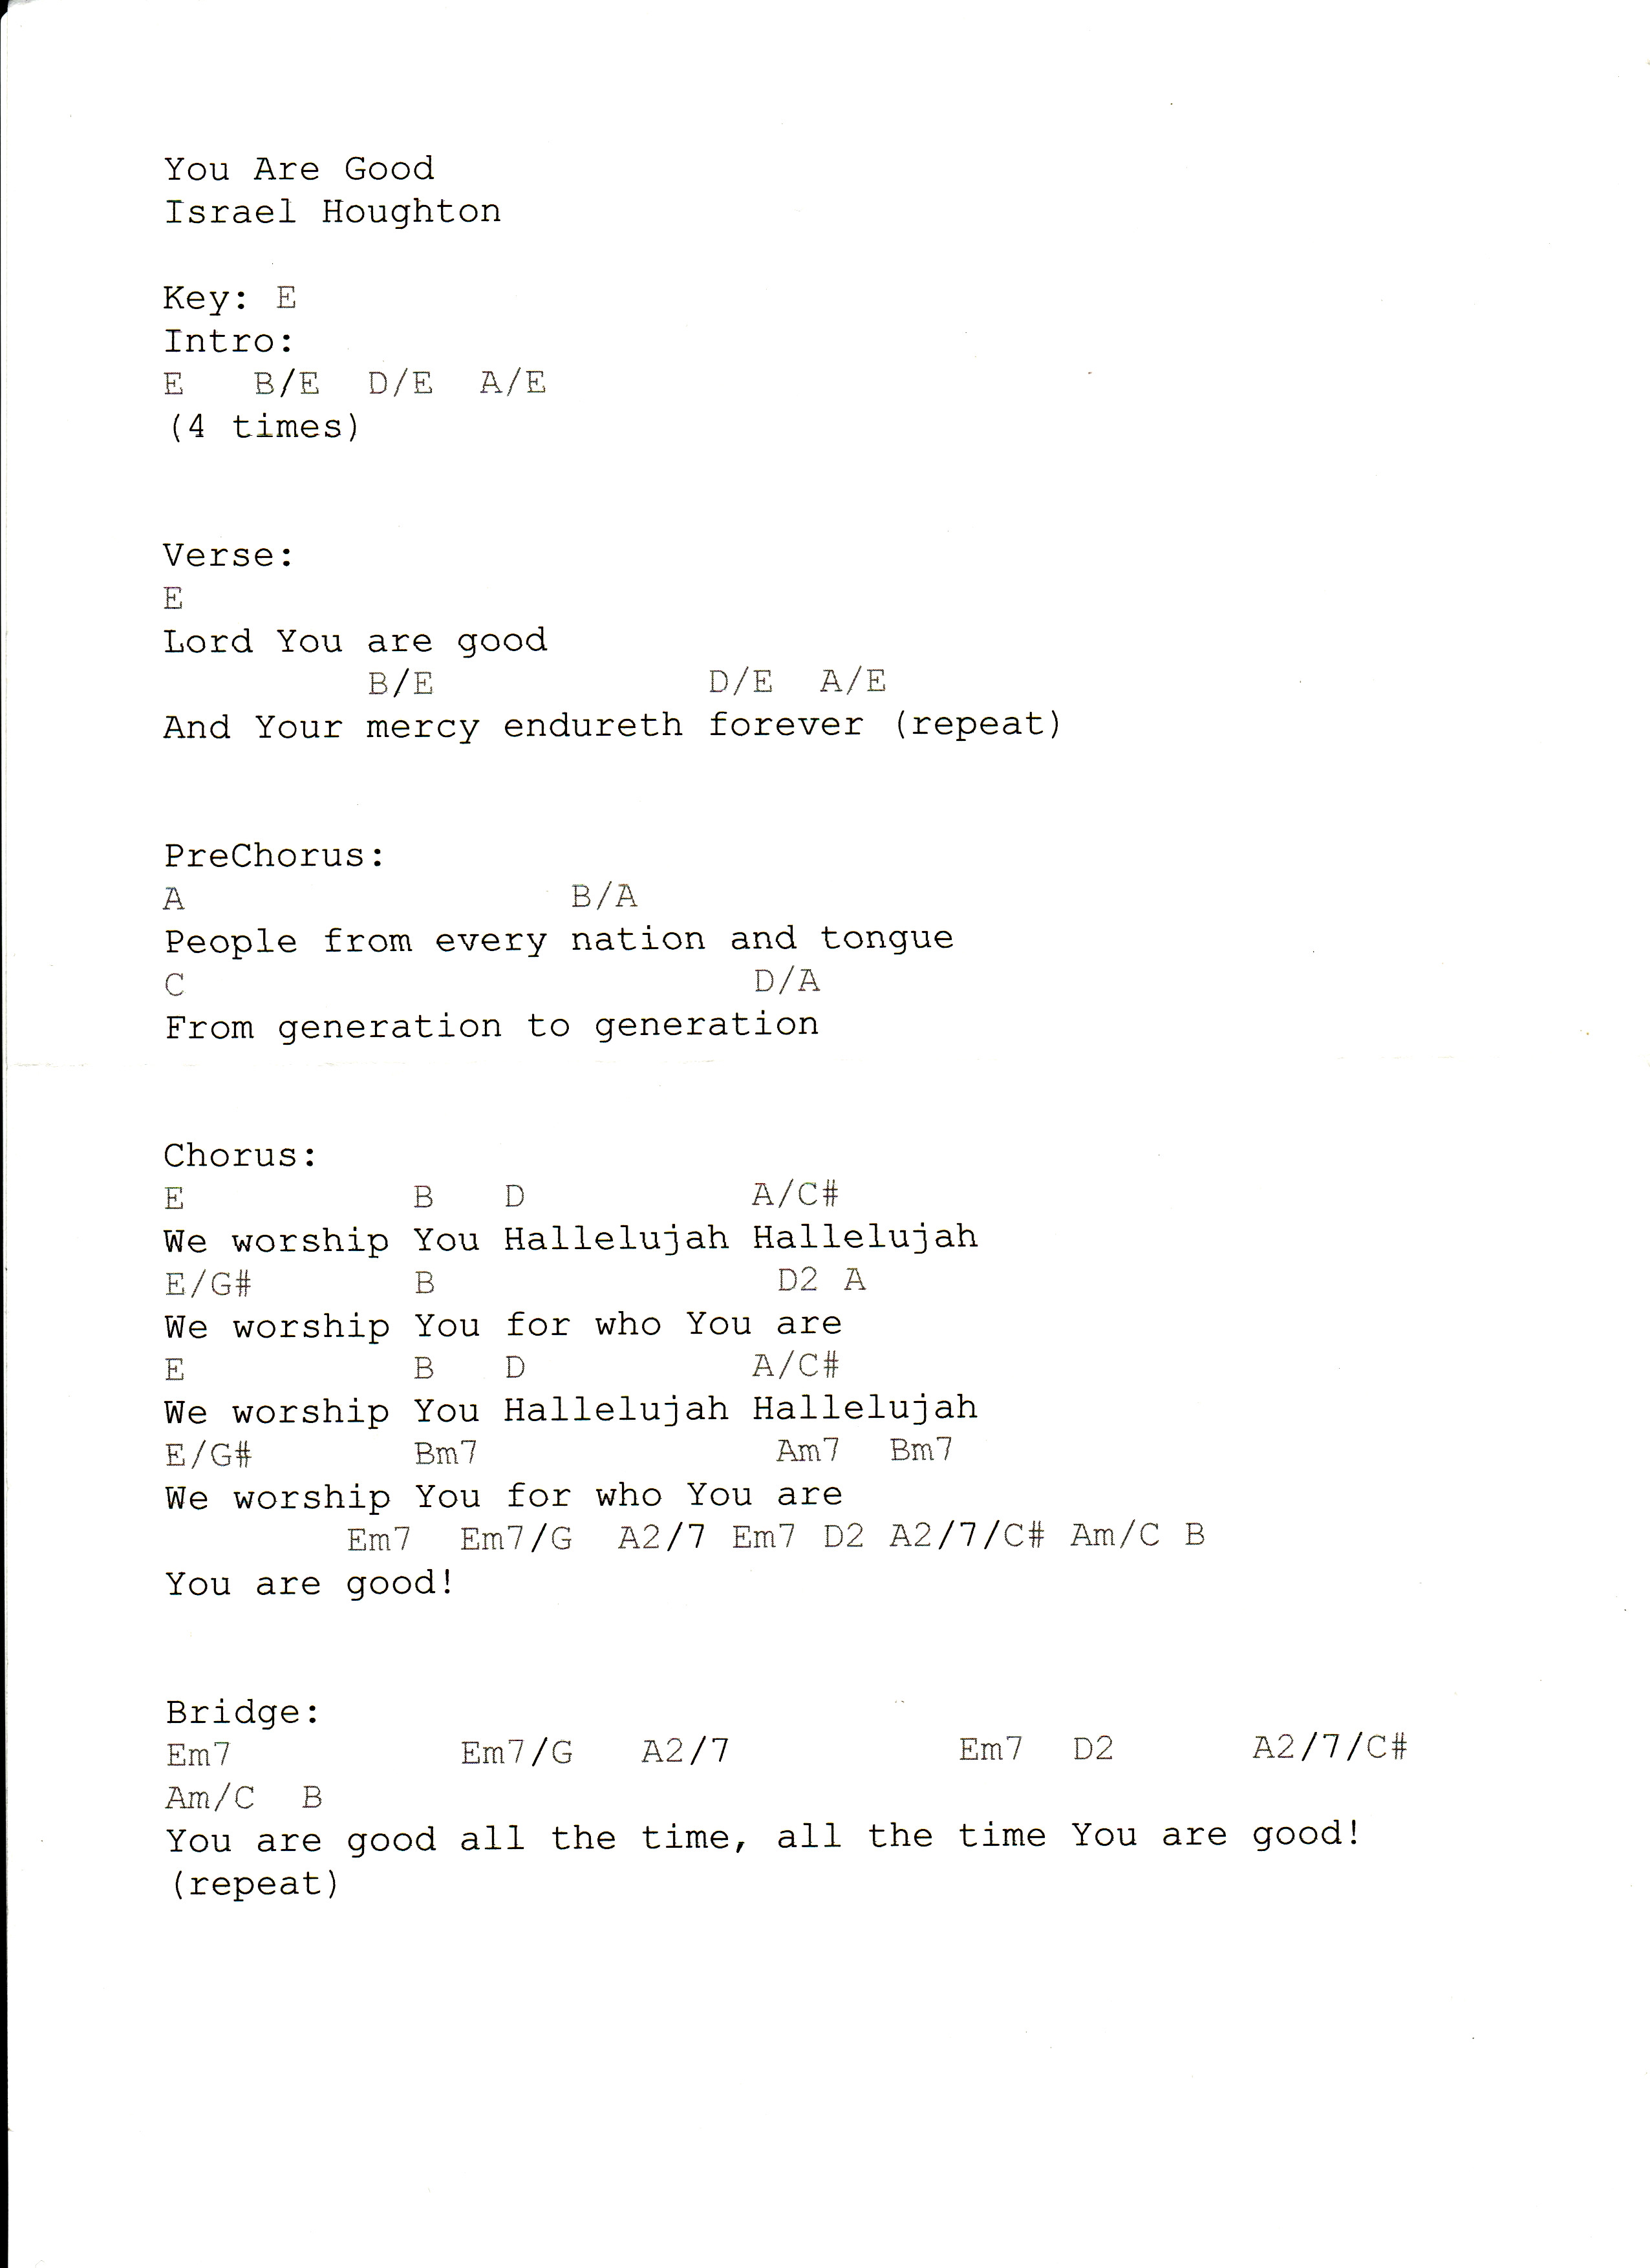 You Are Good
Israel Houghton
Key: E
Intro:
E   B/E  D/E  A/E
(4 times)
Verse:
E
Lord You are good
         B/E            D/E  A/E
And Your mercy endureth forever (repeat)
PreChorus:
A                 B/A
People from every nation and tongue
C                         D/A
From generation to generation
Chorus:
E          B   D          A/C#
We worship You Hallelujah Hallelujah
E/G#       B               D2 A
We worship You for who You are
E          B   D          A/C#
We worship You Hallelujah Hallelujah
E/G#       Bm7             Am7  Bm7
We worship You for who You are
        Em7  Em7/G  A2/7 Em7 D2 A2/7/C# Am/C B
You are good!
Bridge:
Em7          Em7/G   A2/7          Em7  D2      A2/7/C#
Am/C  B
You are good all the time, all the time You are good!
(repeat)